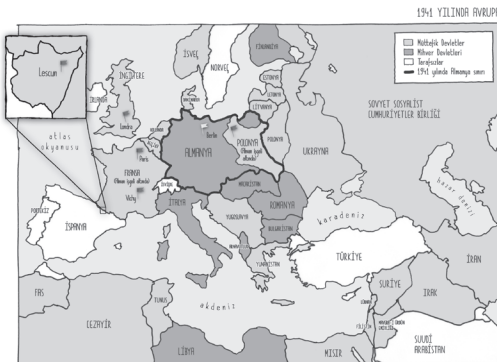 1941 YILINDA AVRUPA
Müttefik Devletler
Mihver Devletleri
Tarafsızlar
1941 yılında Almanya sınırı
Lescun
İSVEÇ
NORVEÇ
FİNLANDİYA
ESTONYA
LETONYA
LİTVANYA
İNGİLTERE
İRLANDA
Londra
DANİMARKA
Berlin
ALMANYA
POLONYA
(Alman işgali
altında)
POLONYA
SOVYET SOSYALİST
CUMHURİYETLER BİRLİĞİ
UKRAYNA
atlas
okyanusu
Paris
FRANSA
(Alman işgali
altında)
Vichy
İsviçre
MACARİSTAN
ROMANYA
İTALYA
YUGOSLAVYA
BULGARİSTAN
YUNANİSTAN
PORTEKİZ
İSPANYA
karadeniz
hazar denizi
TÜRKİYE
akdeniz
SURİYE
IRAK
İRAN
FAS
CEZAYİR
TUNUS
LİBYA
MISIR
SUUDİ
ARABİSTAN